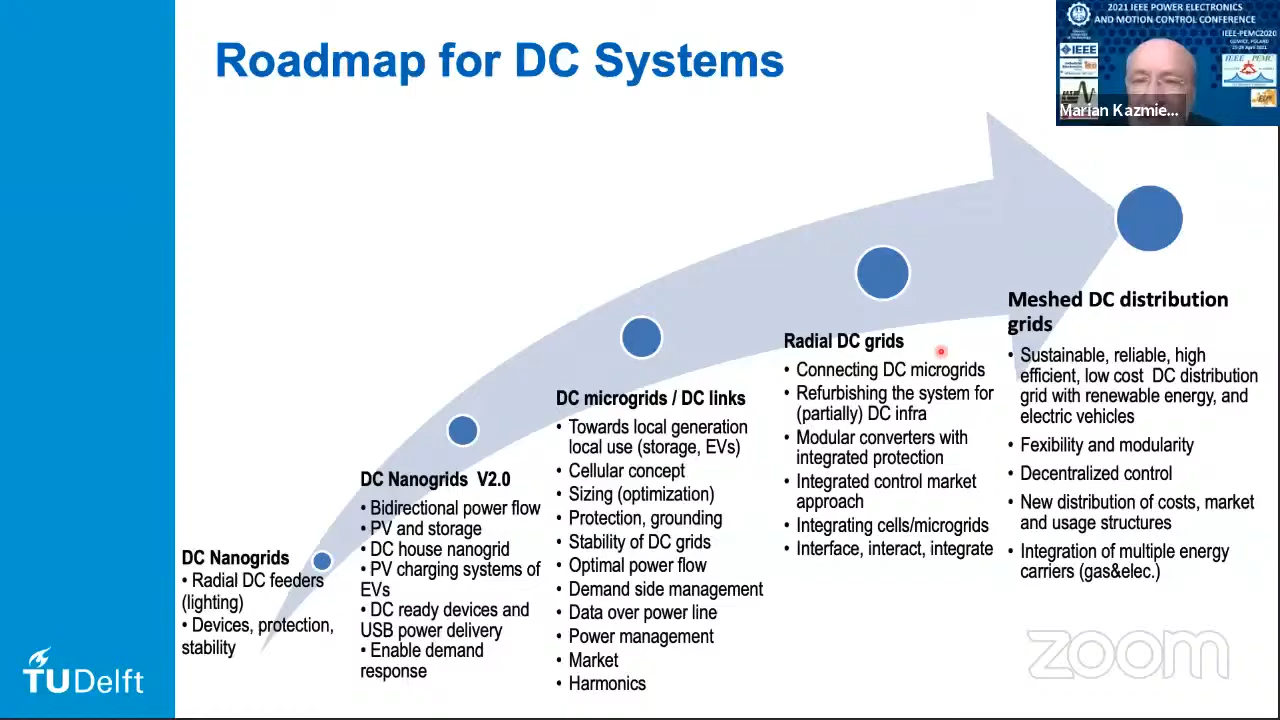 Roadmap for DC Systems
2021 IEEE POWER ELECTRONICS
AND MOTION CONTROL CONFERENCE
IEEE-PEMC2020
IEEE
IEEE PEMC
Marian Kazmie...
DC Nanogrids
• Radial DC feeders
(lighting)
• Devices, protection,
stability
DC Nanogrids V2.0
• Bidirectional power flow
• PV and storage
• DC house nanogrid
• PV charging systems of
EVs
• DC ready devices and
USB power delivery
• Enable demand
response
DC microgrids / DC links
• Towards local generation
local use (storage, EVs)
• Cellular concept
• Sizing (optimization)
• Protection, grounding
• Stability of DC grids
• Optimal power flow
• Demand side management
• Data over power line
• Power management
• Market
• Harmonics
Radial DC grids
• Connecting DC microgrids
• Refurbishing the system for
(partially) DC infra
• Modular converters with
integrated protection
• Integrated control market
approach
• Integrating cells/microgrids
• Interface, interact, integrate
Meshed DC distribution
grids
• Sustainable, reliable, high
efficient, low cost DC distribution
grid with renewable energy, and
electric vehicles
• Fexibility and modularity
• Decentralized control
• New distribution of costs, market
and usage structures
• Integration of multiple energy
carriers (gas&elec.)
TUDelft
zoom